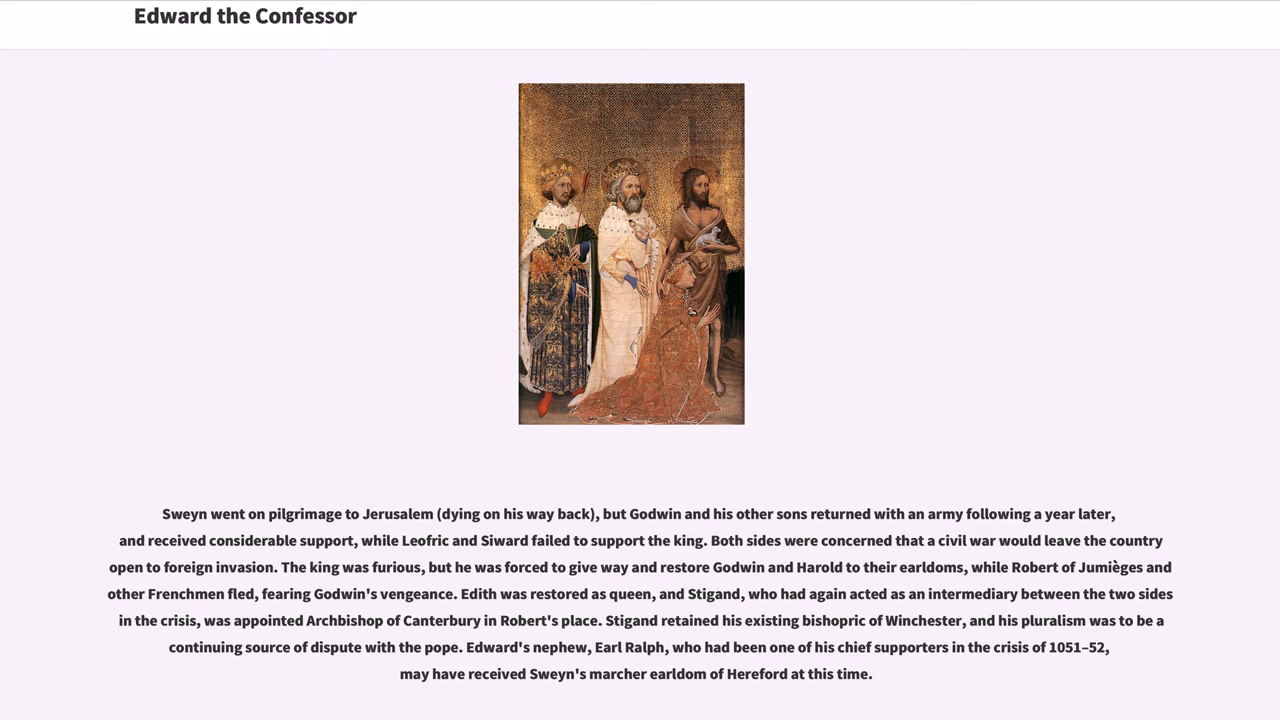 Edward the Confessor
Sweyn went on pilgrimage to Jerusalem (dying on his way back), but Godwin and his other sons returned with an army following a year later,
and received considerable support, while Leofric and Siward failed to support the king. Both sides were concerned that a civil war would leave the country
open to foreign invasion. The king was furious, but he was forced to give way and restore Godwin and Harold to their earldoms, while Robert of Jumièges and
other Frenchmen fled, fearing Godwin's vengeance. Edith was restored as queen, and Stigand, who had again acted as an intermediary between the two sides
in the crisis, was appointed Archbishop of Canterbury in Robert's place. Stigand retained his existing bishopric of Winchester, and his pluralism was to be a
continuing source of dispute with the pope. Edward's nephew, Earl Ralph, who had been one of his chief supporters in the crisis of 1051–52,
may have received Sweyn's marcher earldom of Hereford at this time.